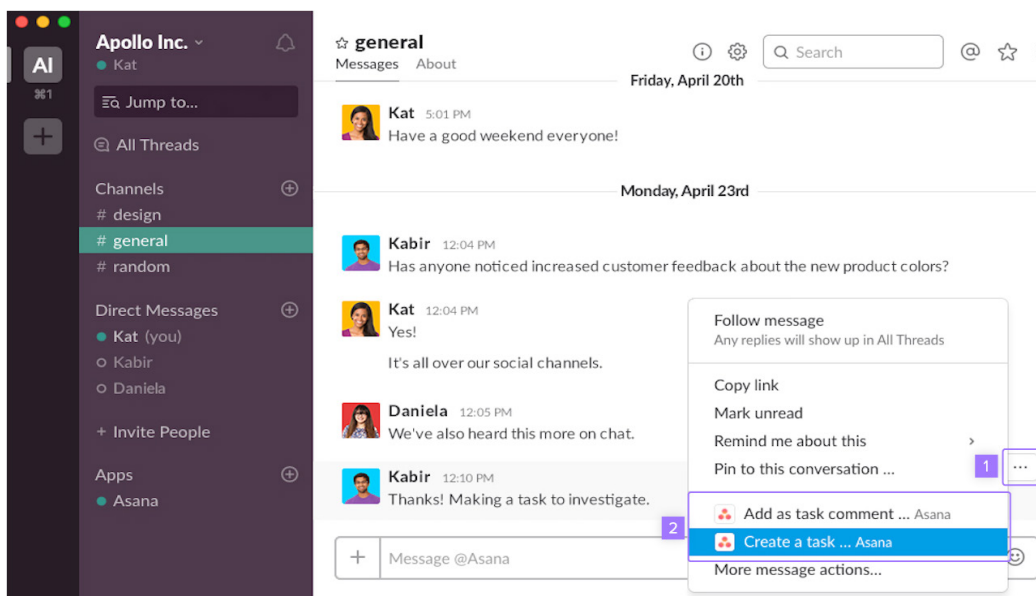 AI
⌘1
+
Apollo Inc.
Kat
Jump to...
All Threads
Channels
# design
# general
# random
Direct Messages
Kat (you)
Kabir
Daniela
+ Invite People
Apps
Asana
general
Messages About
Search
Friday, April 20th
Kat 5:01 PM
Have a good weekend everyone!
Monday, April 23rd
Kabir 12:04 PM
Has anyone noticed increased customer feedback about the new product colors?
Kat 12:04 PM
Yes!
It's all over our social channels.
Daniela 12:05 PM
We've also heard this more on chat.
Kabir 12:10 PM
Thanks! Making a task to investigate.
+ Message @Asana
Follow message
Any replies will show up in All Threads
Copy link
Mark unread
Remind me about this
Pin to this conversation ...
1 ...
2
Add as task comment ... Asana
Create a task ... Asana
More message actions...